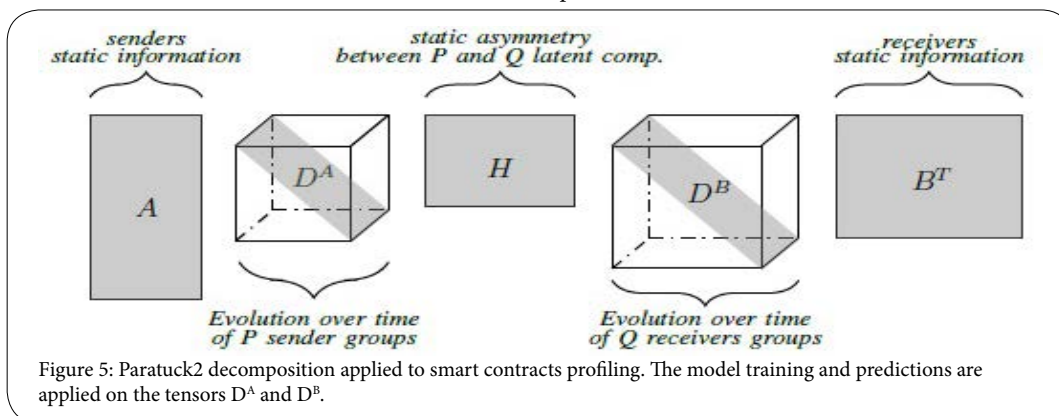 senders
static information
static asymmetry
between P and Q latent comp.
receivers
static information
A
D^A
H
D^B
B^T
Evolution over time
of P sender groups
Evolution over time
of Q receivers groups
Figure 5: Paratuck2 decomposition applied to smart contracts profiling. The model training and predictions are
applied on the tensors D^A and D^B.